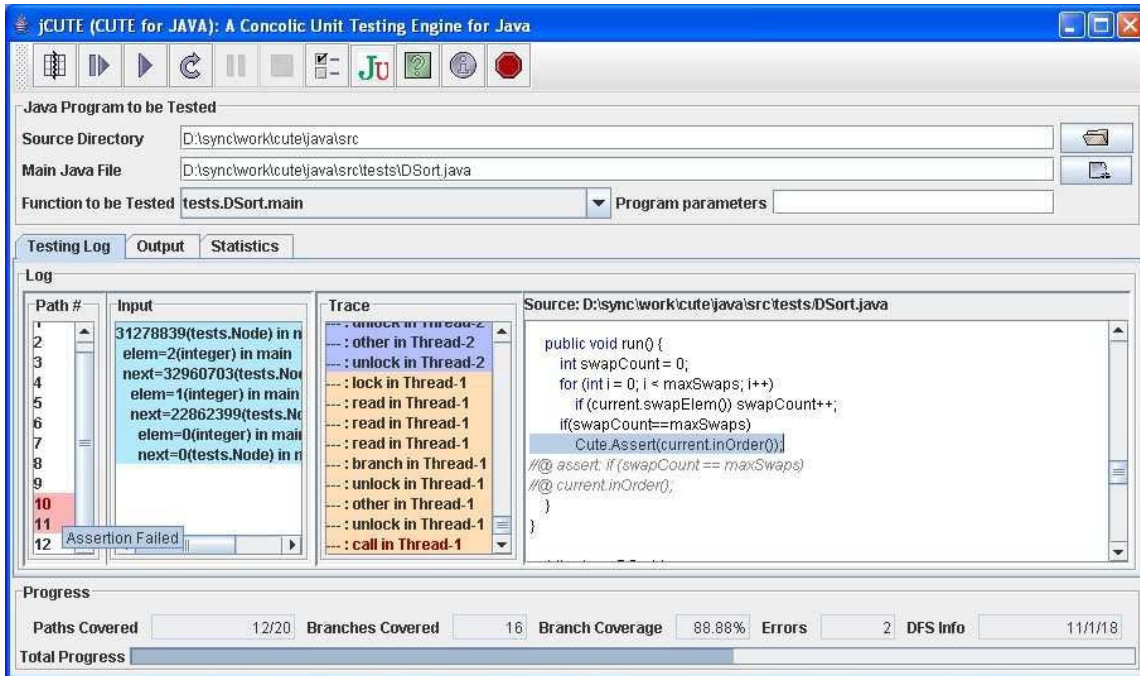 jCUTE (CUTE for JAVA): A Concolic Unit Testing Engine for Java
JU
Java Program to be Tested
Source Directory D:\sync\work\cute\java\src
Main Java File D:\sync\work\cute\java\src\tests\DSort.java
Function to be Tested tests.DSort.main Program parameters
Testing Log Output Statistics
Log
Path #
1
2
3
4
5
6
7
8
9
10
11
12
Assertion Failed
Input
31278839(tests.Node) in n
elem=2(integer) in main
next=32960703(tests.No
elem=1(integer) in main
next=22862399(tests.No
elem=0(integer) in mai
next=0(tests.Node) in n
Trace
--- : unlock in Thread-2
--- : other in Thread-2
--- : unlock in Thread-2
--- : lock in Thread-1
--- : read in Thread-1
--- : read in Thread-1
--- : read in Thread-1
--- : branch in Thread-1
--- : unlock in Thread-1
--- : other in Thread-1
--- : unlock in Thread-1
--- : call in Thread-1
Source: D:\sync\work\cute\java\src\tests/DSort.java
public void run() {
int swapCount = 0;
for (int i = 0; i < maxSwaps; i++)
if (current.swapElem()) swapCount++;
if(swapCount==maxSwaps)
Cute.Assert(current.inOrder());
//@ assert: if (swapCount == maxSwaps)
//@ current.inOrder();
}
}
Progress
Paths Covered 12/20 Branches Covered 16 Branch Coverage 88.88% Errors 2 DFS Info 11/1/18
Total Progress